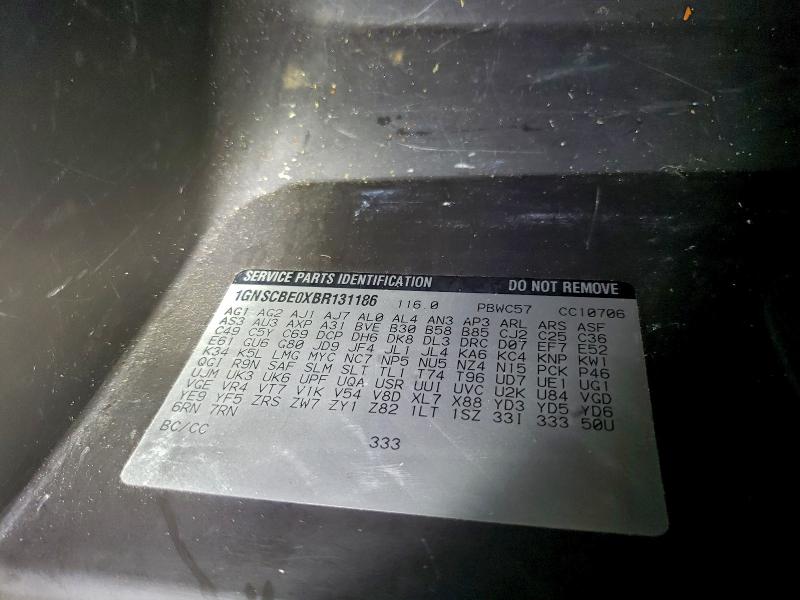 SERVICE PARTS IDENTIFICATION DO NOT REMOVE
1GNSCBE0XBR131186 116.0 PBWC57 CC10706
AG1 AG2 AJ1 AJ7 AL0 AL4 AN3 AP3 ARL ARS ASF
AS3 AU3 AXP A31 BVE B30 B58 B85 CJ2 C25 C36
C49 C5Y C69 DCP DH6 DK8 DL3 DRC D07 EF7 E52
E61 GU6 G80 JD9 JF4 JL1 JL4 KA6 KC4 KNP KW1
K34 K5L LMG MYC NC7 NP5 NU5 NZ4 N15 PCK P46
QGI R9N SAF SLM SLT TL1 T74 T96 UD7 UE1 UG1
UJM UK3 UK6 UPF UQA USR UU1 UVC U2K U84 VGD
VGE VR4 VT7 V1K V54 V8D XL7 X88 YD3 YD5 YD6
YE9 YF5 ZRS ZW7 ZY1 Z82 1LT 1SZ 33I 333 50U
6RN 7RN
BC/CC 333